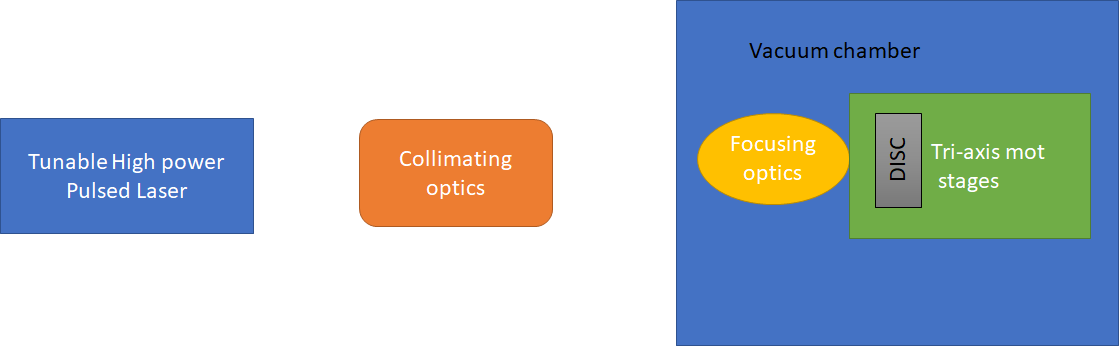 Vacuum chamber
Tunable High power
Pulsed Laser
Collimating
optics
Focusing
optics
DISC
Tri-axis mot
stages